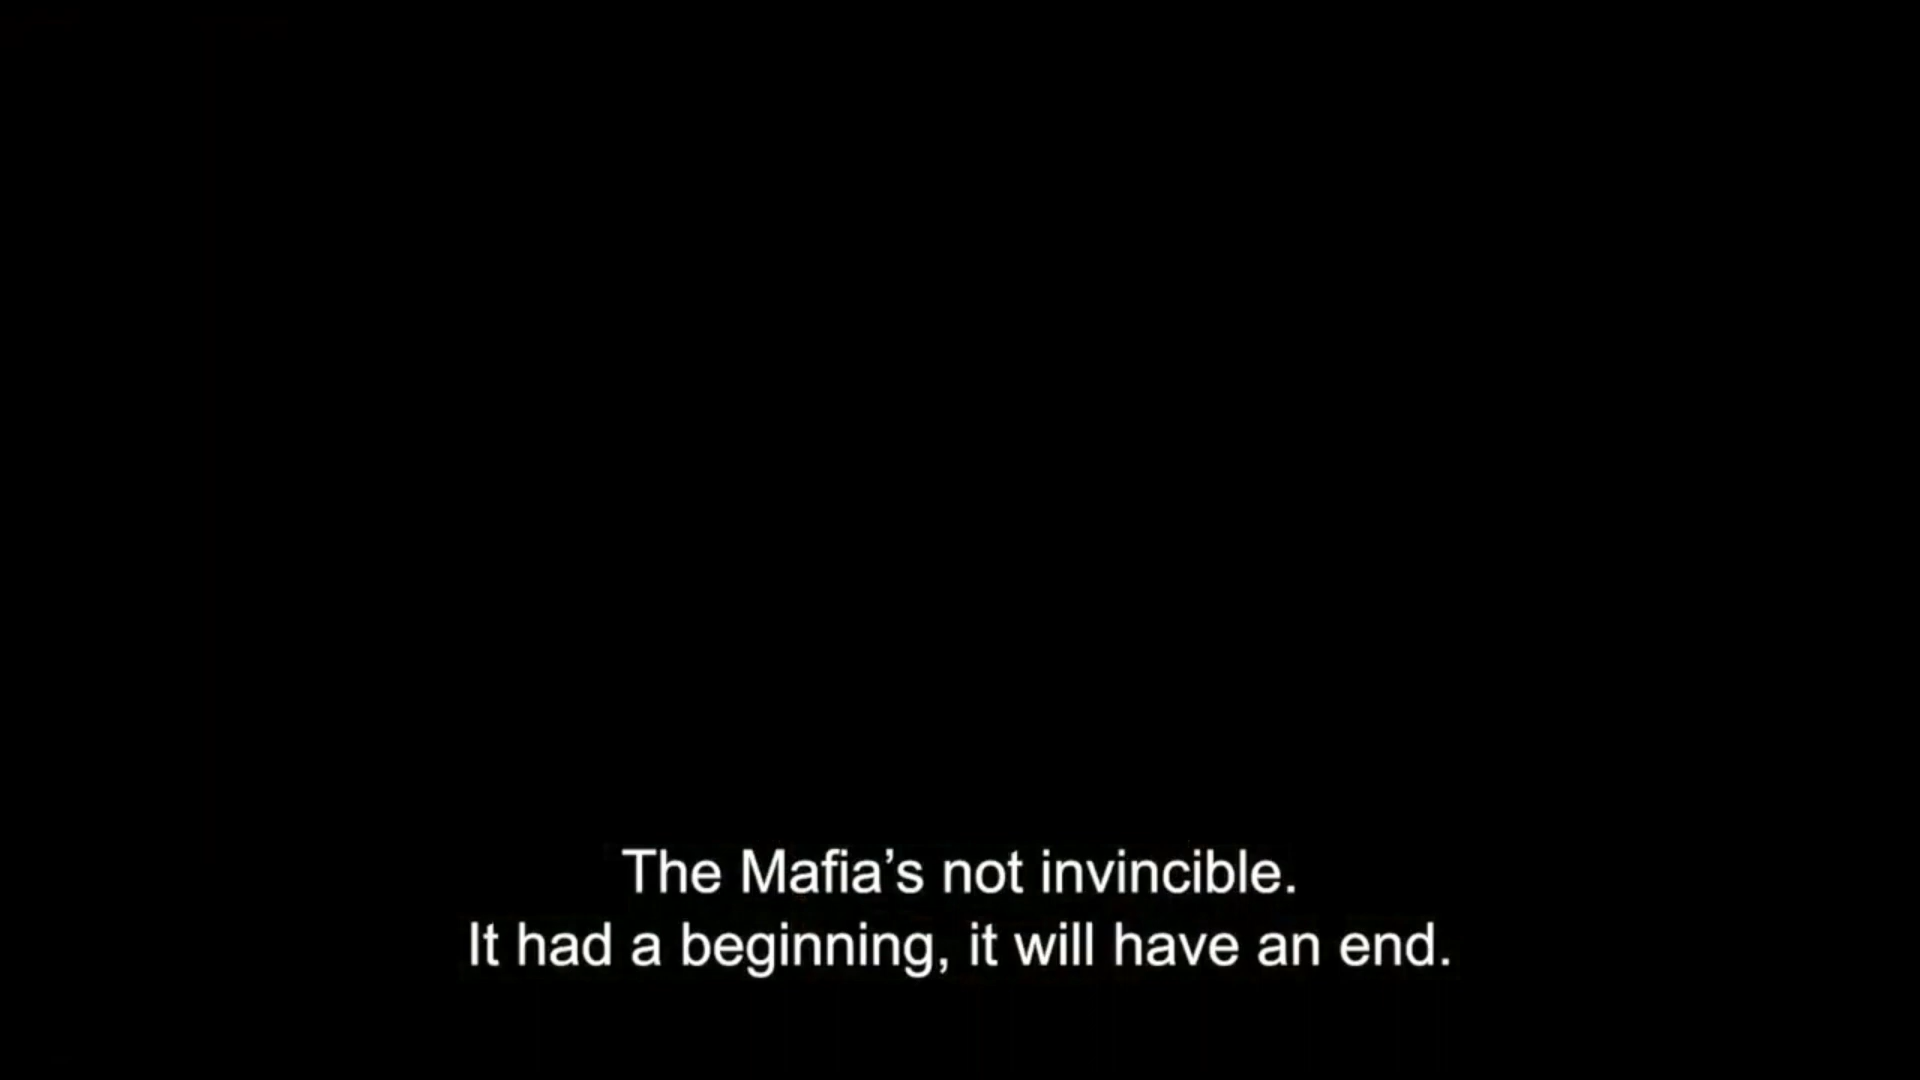 The Mafia’s not invincible.
It had a beginning, it will have an end.